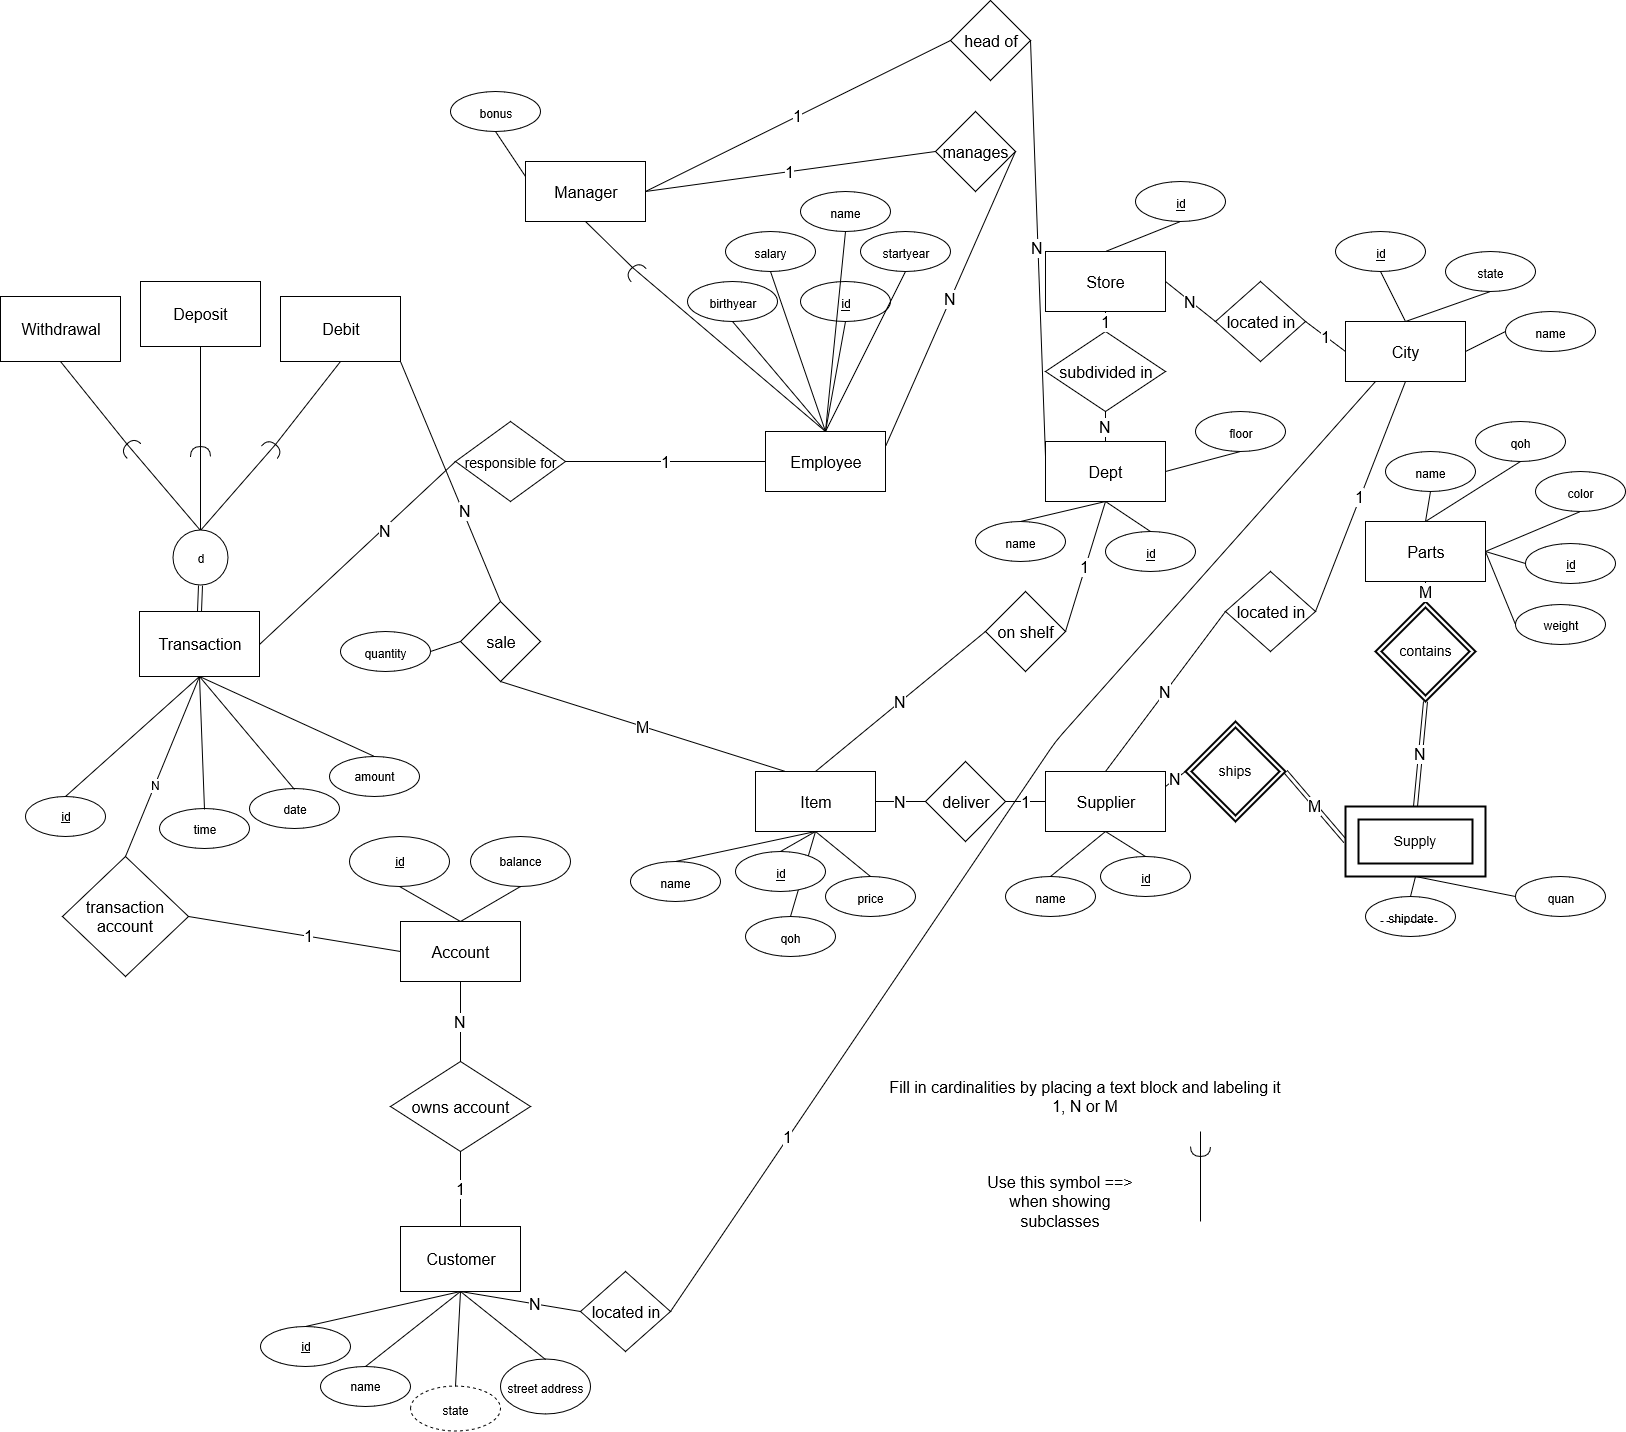 head of
bonus
1
manages
Manager
1
name
id
salary
startyear
N
Store
id
state
birthyear
id
N
N
located in
name
1
City
Withdrawal
Deposit
Debit
1
subdivided in
N
floor
qoh
responsible for
1
Employee
Dept
name
color
N
N
1
name
id
Parts
id
d
1
M
weight
on shelf
located in
Transaction
quantity
sale
contains
N
N
M
N
id
time
date
amount
N
Item
N
deliver
1
Supplier
N
ships
M
Supply
id
balance
name
id
price
qoh
name
id
shipdate
quan
transaction
account
1
Account
N
owns account
Fill in cardinalities by placing a text block and labeling it
1, N or M
1
1
Use this symbol ==>
when showing
subclasses
Customer
N
located in
id
name
state
street address